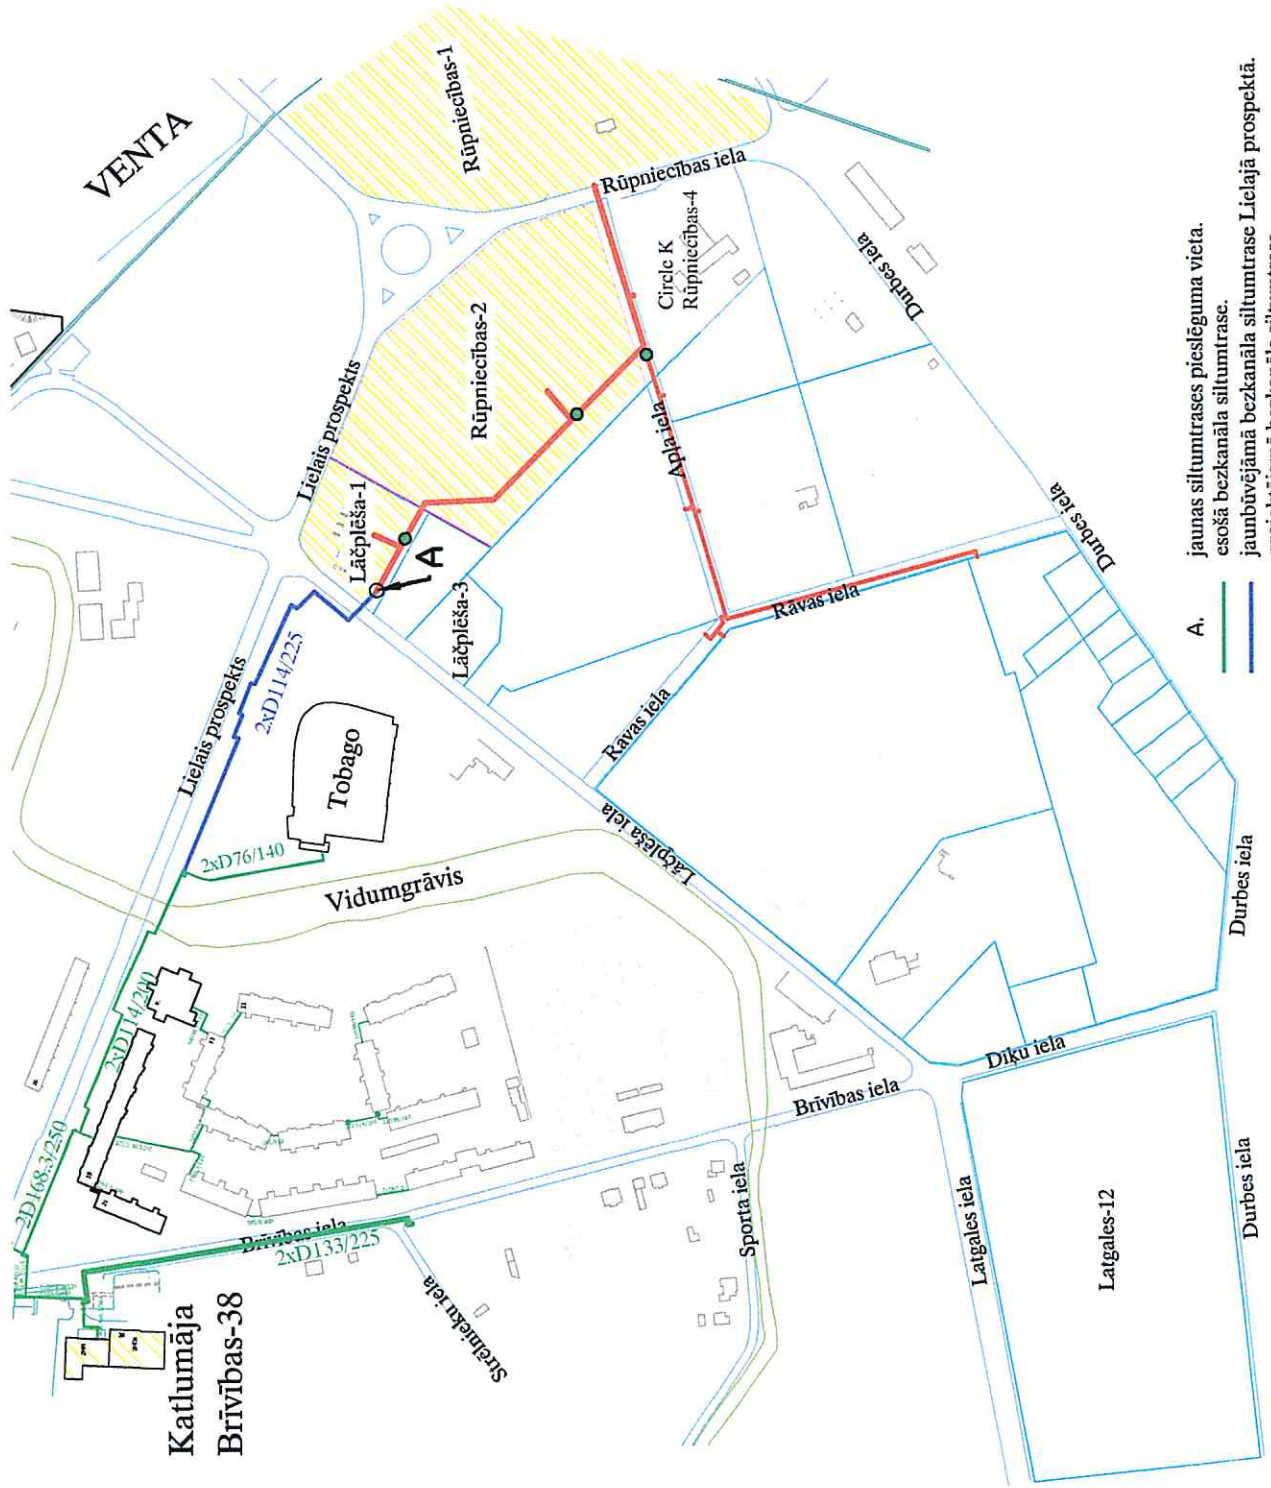 VENTA
Rūpniecības-1
Rūpniecības iela
Rūpniecības-2
Circle K
Rūpniecības-4
Durbes iela
Lielais prospekts
Lāčplēša-1
A
Lāčplēša-3
Apļa iela
Rāvas iela
Durbes iela
Rāvas iela
2xD114/225
Lielais prospekts
Tobago
2xD76/140
Vidumgrāvis
Lāčplēša iela
2xD114/200
2D168.3/250
Brīvības iela
2xD133/225
Strēlnieku iela
Sporta iela
Brīvības iela
Dīķu iela
Latgales iela
Latgales-12
Durbes iela
Durbes iela
Katlumāja
Brīvības-38
A. jaunas siltumtrases pieslēguma vieta.
esošā bezkanāla siltumtrase.
jaunbūvējāmā bezkanāla siltumtrase Lielajā prospektā.